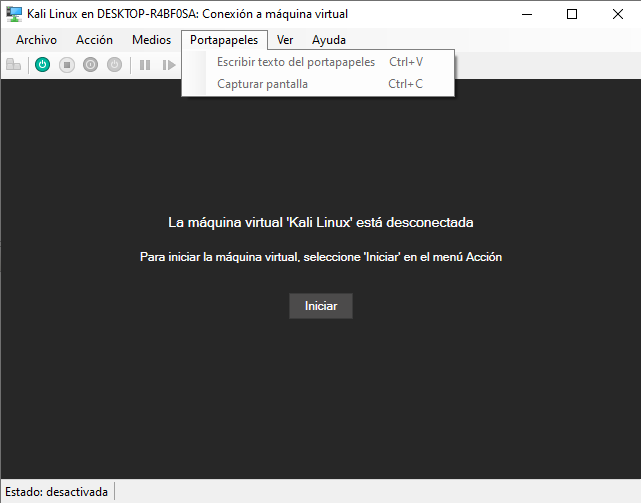 Kali Linux en DESKTOP-R4BF0SA: Conexión a máquina virtual
Archivo Acción Medios Portapapeles Ver Ayuda
Escribir texto del portapapeles Ctrl+V
Capturar pantalla Ctrl+C
La máquina virtual 'Kali Linux' está desconectada
Para iniciar la máquina virtual, seleccione 'Iniciar' en el menú Acción
Iniciar
Estado: desactivada